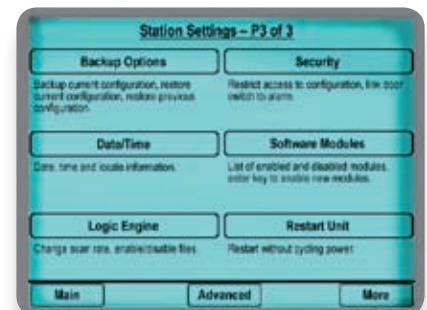 Station Settings – P3 of 3
Backup Options
Security
Backup current configuration, restore
current configuration, restore previous
configuration.
Restrict access to configuration, link door
switch to alarm.
Data/Time
Software Modules
Date, time and locale information.
List of enabled and disabled modules,
enter key to enable new modules.
Logic Engine
Restart Unit
Change scan rate, enable/disable files.
Restart without cycling power.
Main
Advanced
More